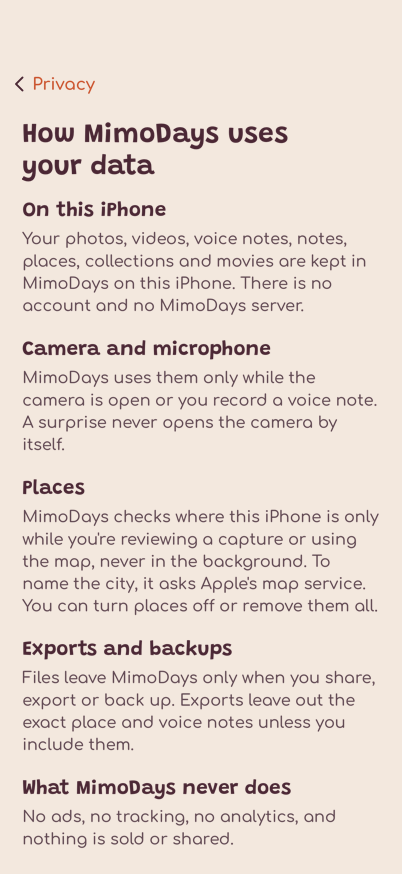 Privacy
How MimoDays uses
your data
On this iPhone
Your photos, videos, voice notes, notes,
places, collections and movies are kept in
MimoDays on this iPhone. There is no
account and no MimoDays server.
Camera and microphone
MimoDays uses them only while the
camera is open or you record a voice note.
A surprise never opens the camera by
itself.
Places
MimoDays checks where this iPhone is only
while you're reviewing a capture or using
the map, never in the background. To
name the city, it asks Apple's map service.
You can turn places off or remove them all.
Exports and backups
Files leave MimoDays only when you share,
export or back up. Exports leave out the
exact place and voice notes unless you
include them.
What MimoDays never does
No ads, no tracking, no analytics, and
nothing is sold or shared.